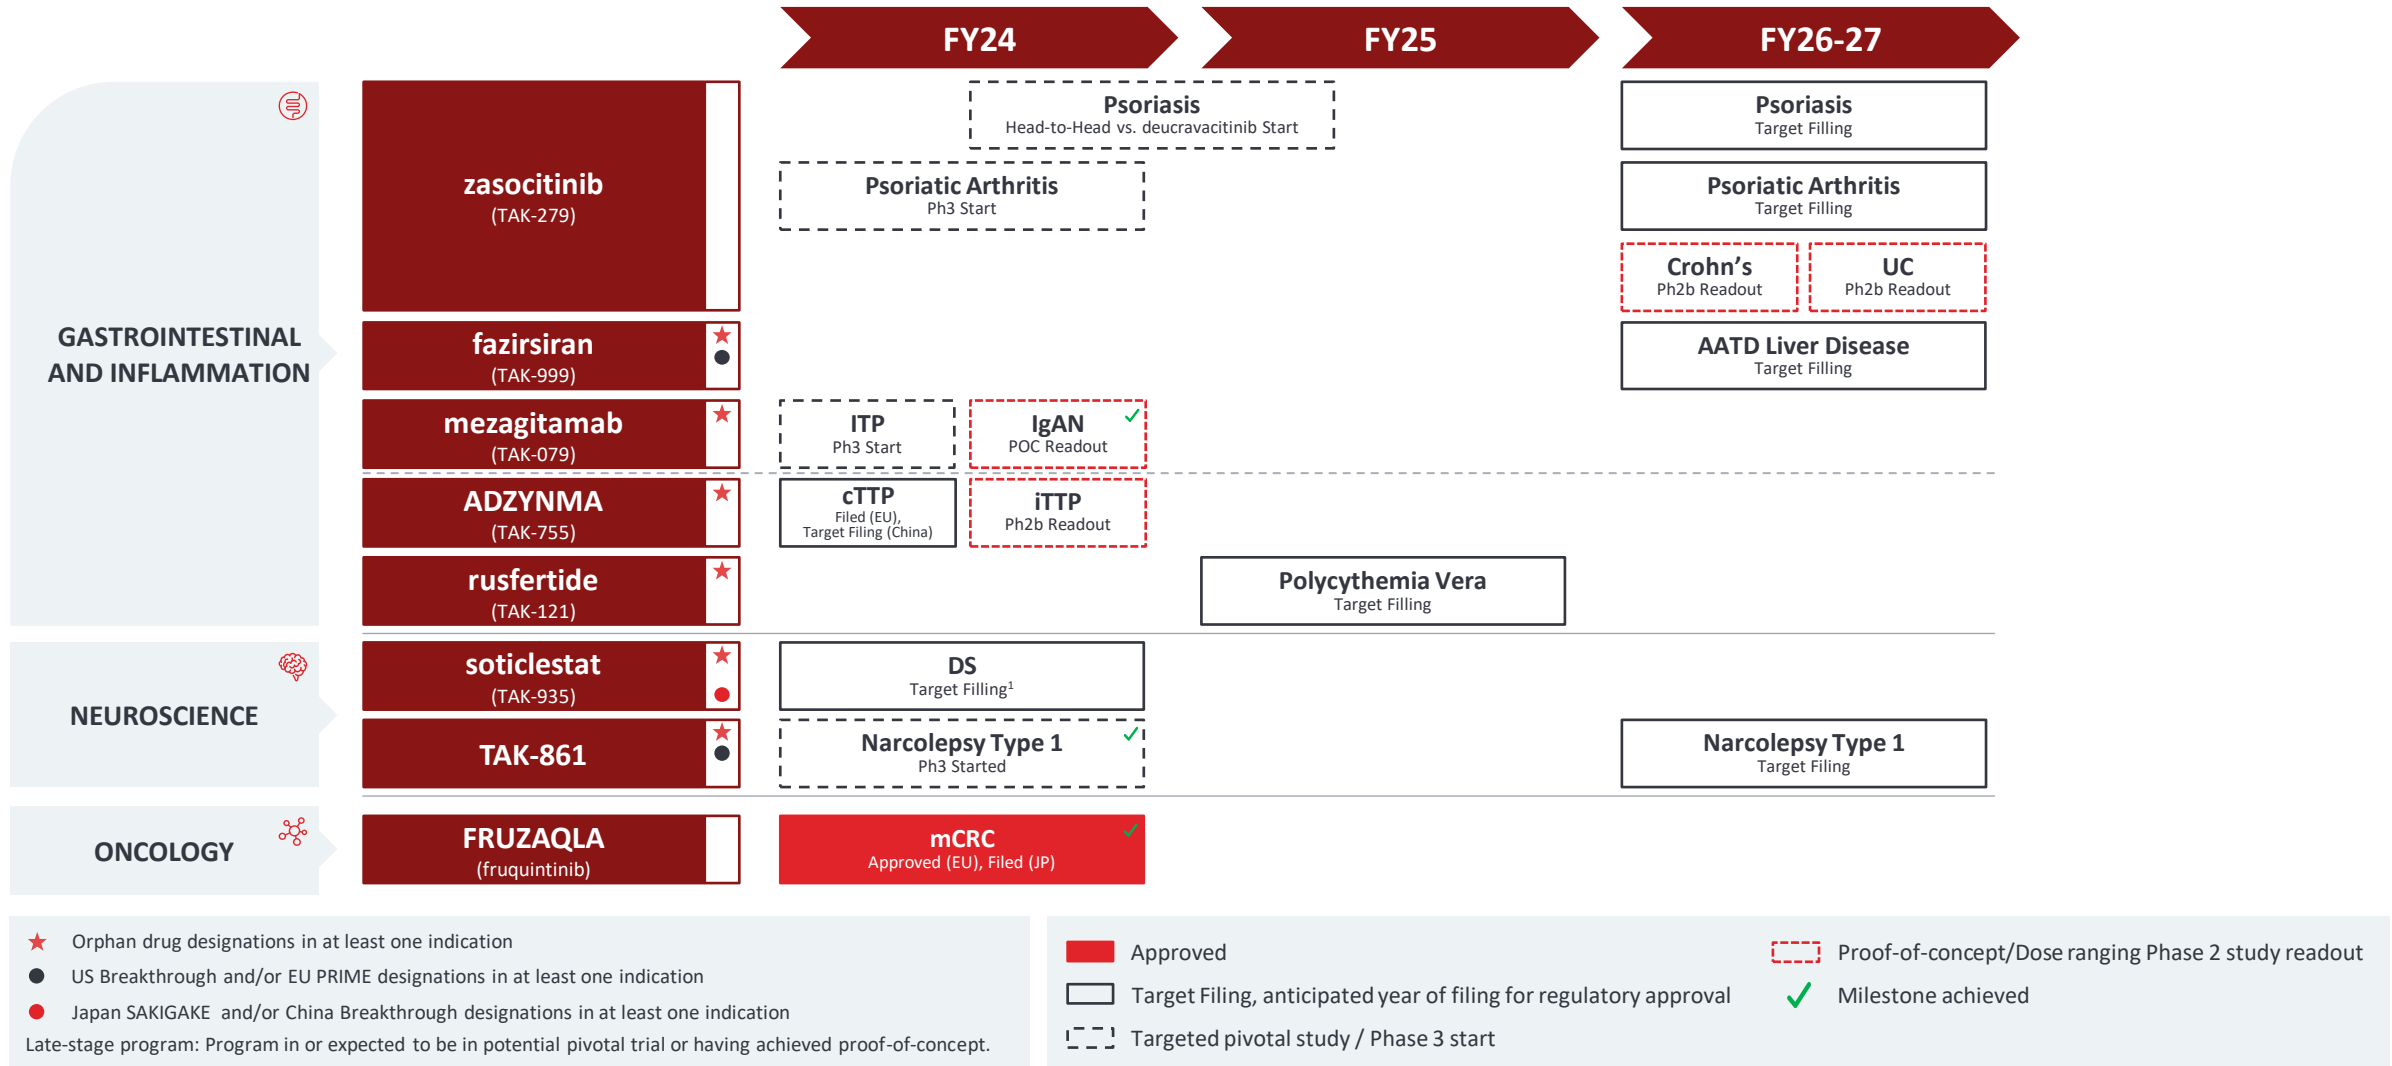 FY24
FY25
FY26-27
GASTROINTESTINAL
AND INFLAMMATION
zasocitinib
(TAK-279)
Psoriasis
Head-to-Head vs. deucravacitinib Start
Psoriasis
Target Filling
Psoriatic Arthritis
Ph3 Start
Psoriatic Arthritis
Target Filling
Crohn's
Ph2b Readout
UC
Ph2b Readout
fazirsiran
(TAK-999)
AATD Liver Disease
Target Filling
mezagitamab
(TAK-079)
ITP
Ph3 Start
IgAN
POC Readout
ADZYNMA
(TAK-755)
cTTP
Filed (EU),
Target Filing (China)
iTTP
Ph2b Readout
rusfertide
(TAK-121)
Polycythemia Vera
Target Filling
NEUROSCIENCE
soticlestat
(TAK-935)
DS
Target Filling¹
TAK-861
Narcolepsy Type 1
Ph3 Started
Narcolepsy Type 1
Target Filing
ONCOLOGY
FRUZAQLA
(fruquintinib)
mCRC
Approved (EU), Filed (JP)
Orphan drug designations in at least one indication
US Breakthrough and/or EU PRIME designations in at least one indication
Japan SAKIGAKE and/or China Breakthrough designations in at least one indication
Late-stage program: Program in or expected to be in potential pivotal trial or having achieved proof-of-concept.
Approved
Target Filing, anticipated year of filing for regulatory approval
Targeted pivotal study / Phase 3 start
Proof-of-concept/Dose ranging Phase 2 study readout
Milestone achieved